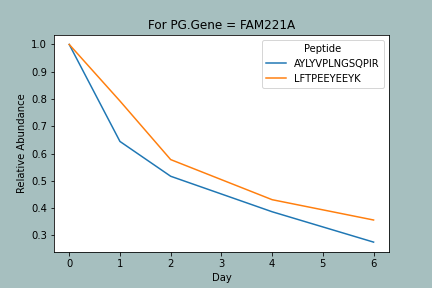 For PG.Gene = FAM221A
Peptide
AYLYVPLNGSQPIR
LFTPEEYEEYK
1.0
0.9
0.8
0.7
0.6
0.5
0.4
0.3
Relative Abundance
0 1 2 3 4 5 6
Day